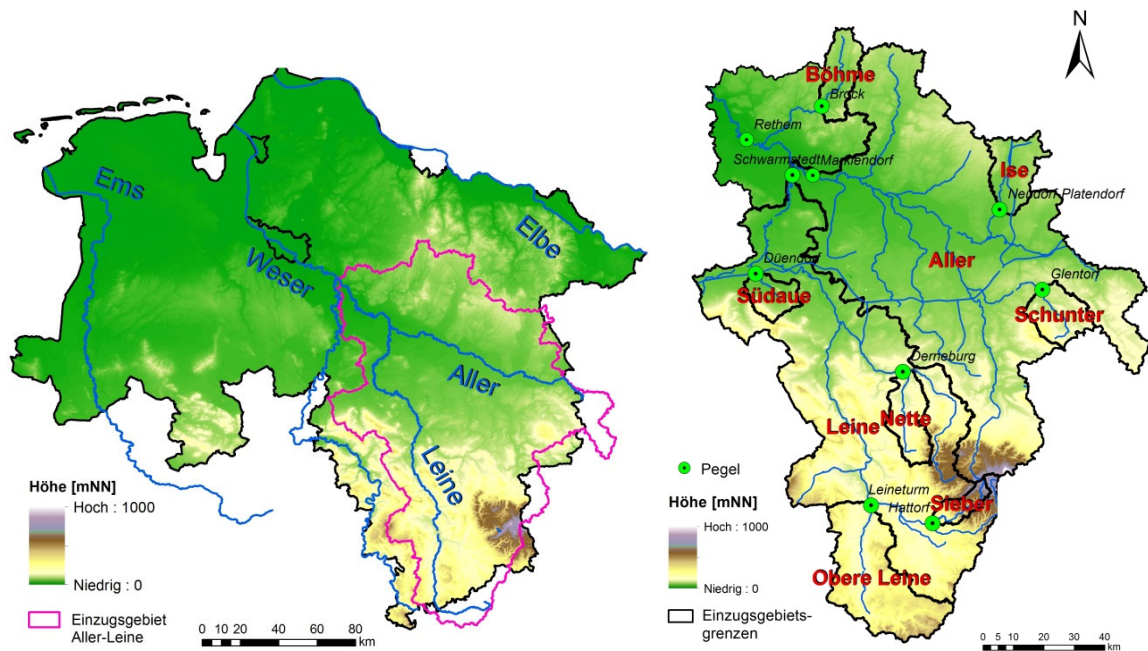 Ems
Weser
Elbe
Aller
Leine
Höhe [mNN]
Hoch : 1000
Niedrig : 0
Einzugsgebiet
Aller-Leine
0 10 20 40 60 80
km
N
Böhme
Brock
Rethem
Schwarmstedt
Marklendorf
Ise
Neudorf-Platendorf
Aller
Düendorf
Südaue
Glentorf
Schunter
Derneburg
Nette
Leine
Pegel
Leineturm
Hattorf
Sieber
Höhe [mNN]
Hoch : 1000
Niedrig : 0
Obere Leine
Einzugsgebiets-
grenzen
0 5 10 20 30 40
km